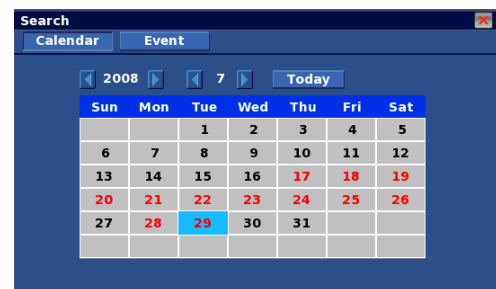 Search
Calendar Event
2008 7 Today
Sun Mon Tue Wed Thu Fri Sat
1 2 3 4 5
6 7 8 9 10 11 12
13 14 15 16 17 18 19
20 21 22 23 24 25 26
27 28 29 30 31